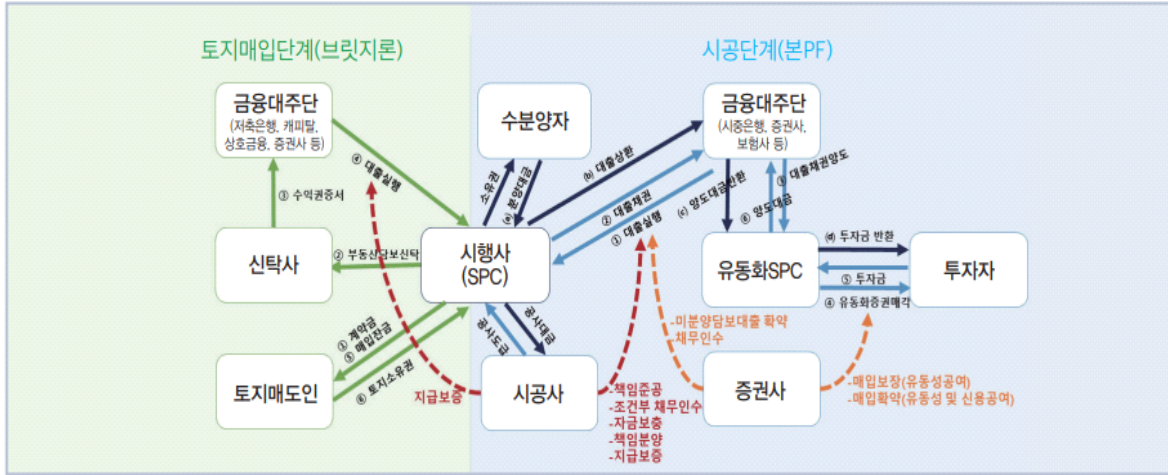 토지매입단계(브릿지론)
시공단계(본PF)
금융대주단
(저축은행, 캐피탈,
상호금융, 증권사 등)
수분양자
금융대주단
(시중은행, 증권사,
보험사 등)
④ 대출실행
③ 수익권증서
소유권
(a) 분양대금
(b) 대출상환
② 대출채권
① 대출실행
(c) 양도대금반환
③ 대출채권양도
⑥ 양도대금
신탁사
② 부동산담보신탁
시행사
(SPC)
유동화SPC
(d) 투자금 반환
⑤ 투자금
④ 유동화증권매각
투자자
① 계약금
⑤ 매입잔금
⑥ 토지소유권
공사도급
공사대금
-미분양담보대출 확약
-채무인수
토지매도인
지급보증
시공사
-책임준공
-조건부 채무인수
-자금보충
-책임분양
-지급보증
증권사
-매입보장(유동성공여)
-매입확약(유동성 및 신용공여)